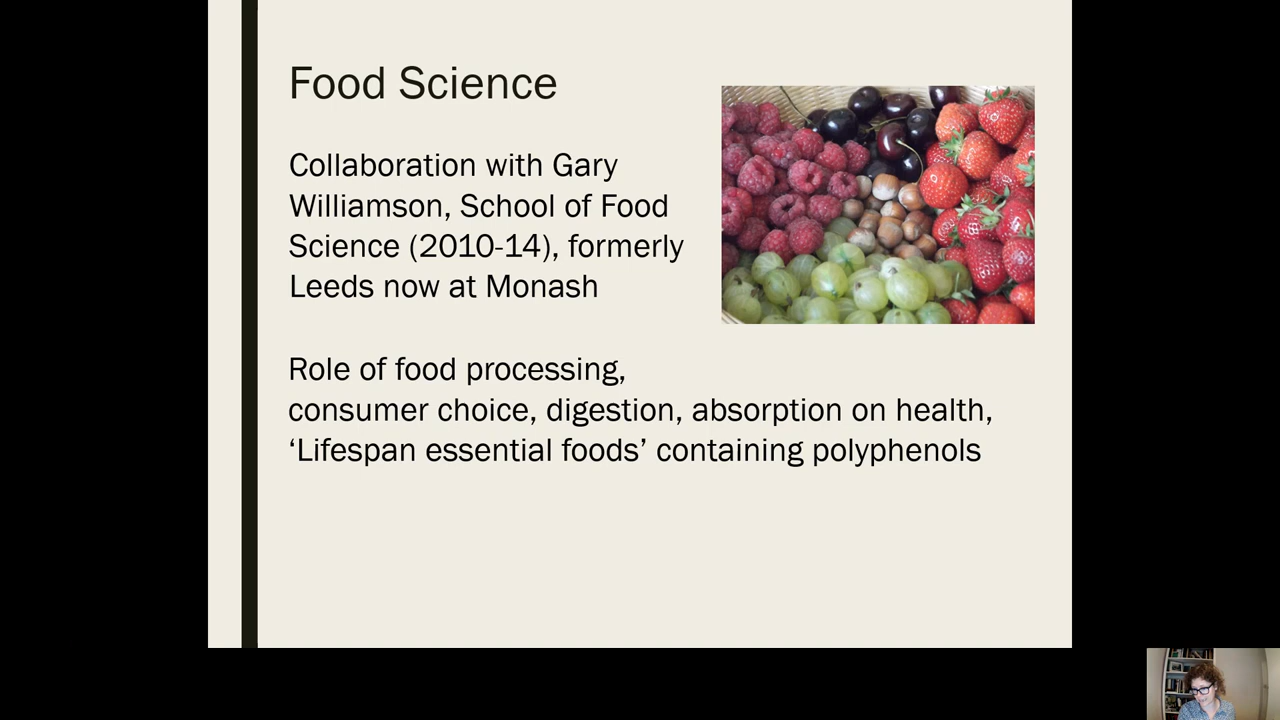 Food Science
Collaboration with Gary
Williamson, School of Food
Science (2010-14), formerly
Leeds now at Monash
Role of food processing,
consumer choice, digestion, absorption on health,
‘Lifespan essential foods’ containing polyphenols